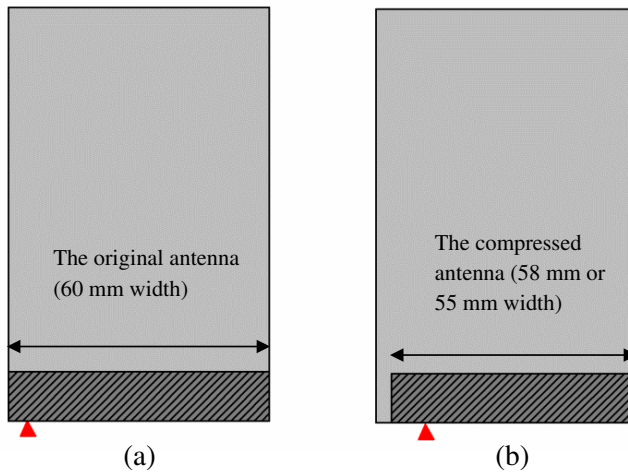 The original antenna
(60 mm width)
The compressed
antenna (58 mm or
55 mm width)
(a)
(b)